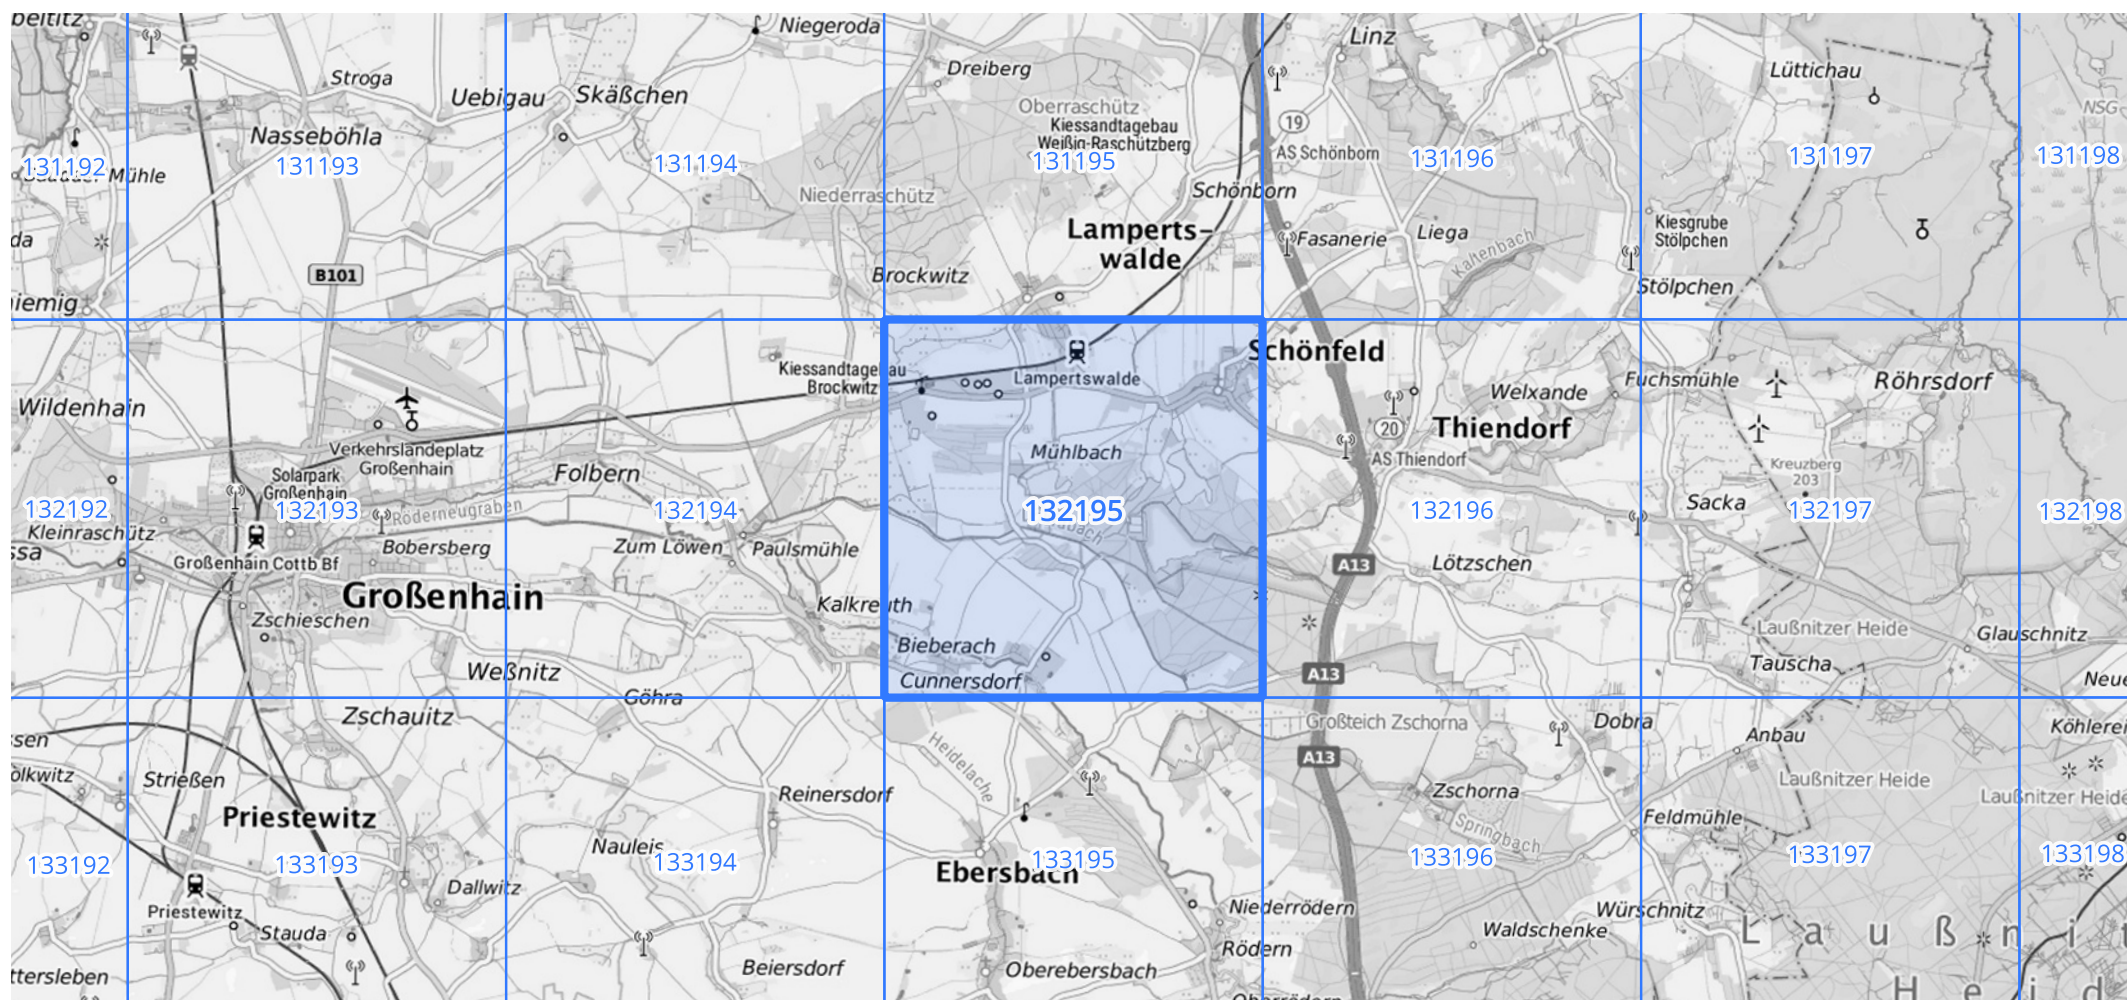 Niegeroda
Linz
Stroga
Dreiberg
Lüttichau
Uebigau
Skäßchen
Oberraschütz
NSG
Kiessandtagebau
Weißig-Raschützberg
19
Nasseböhla
AS Schönborn
131192
131193
131194
131195
131196
131197
131198
Mühle
Niederraschütz
Schönborn
Lamperts-
walde
Fasanerie
Liega
Kiesgrube
Stölpchen
Kaltenbach
B101
Brockwitz
Stölpchen
Kiessandtagebau
Brockwitz
Lampertswalde
Schönfeld
Fuchsmühle
Röhrsdorf
Welxande
Wildenhain
Thiendorf
20
Verkehrslandeplatz
Großenhain
Mühlbach
AS Thiendorf
Solarpark
Großenhain
Folbern
Kreuzberg
203
Sacka
132192
132193
132194
132195
132196
132197
132198
Röderneugraben
Kleinraschütz
Bobersberg
Zum Löwen
Paulsmühle
Großenhain Cottb Bf
A13
Lötzschen
Großenhain
Kalkreuth
Zschieschen
Laußnitzer Heide
Glauschnitz
Bieberach
Weßnitz
Tauscha
A13
Cunnersdorf
Göhra
Zschauitz
Großteich Zschorna
Dobra
Anbau
Heidelache
A13
Strießen
Laußnitzer Heide
Zschorna
Reinersdorf
Priestewitz
Feldmühle
Springbach
Nauleis
133192
133193
133194
133195
133196
133197
133198
Ebersbach
Dallwitz
Priestewitz
Niederrödern
Würschnitz
Stauda
Waldschenke
Rödern
Beiersdorf
Oberebersbach